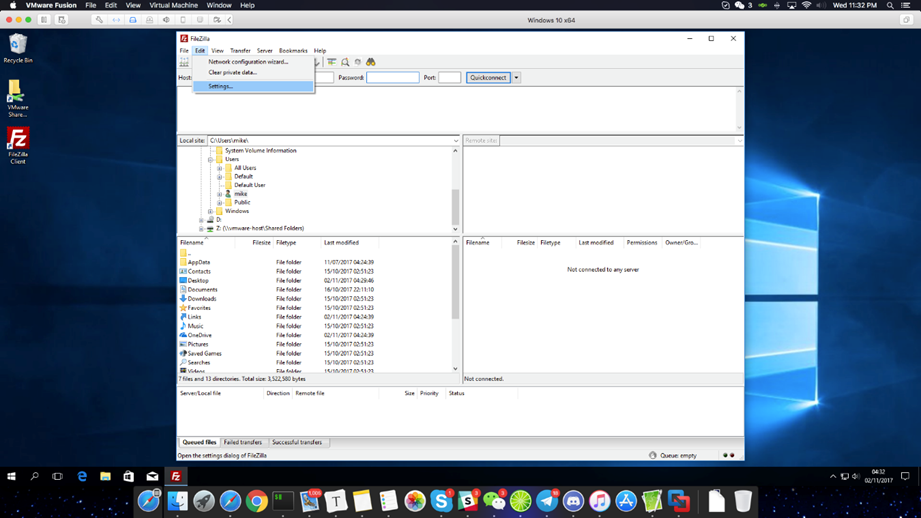 VMware Fusion File Edit View Virtual Machine Window Help 3 Wed 11:32 PM
Windows 10 x64
Recycle Bin
VMware
Share...
FileZilla
Client
FileZilla
File Edit View Transfer Server Bookmarks Help
Network configuration wizard...
Clear private data...
Settings...
Host: Password: Port: Quickconnect
Local site: C:\Users\mike\
Remote site:
System Volume Information
Users
All Users
Default
Default User
mike
Public
Windows
D:
Z: (\\vmware-host\Shared Folders)
Filename Filesize Filetype Last modified
..
AppData File folder 11/07/2017 04:24:39
Contacts File folder 15/10/2017 02:51:23
Desktop File folder 02/11/2017 04:29:46
Documents File folder 16/10/2017 22:11:10
Downloads File folder 15/10/2017 02:51:23
Favorites File folder 15/10/2017 02:51:23
Links File folder 02/11/2017 04:24:39
Music File folder 15/10/2017 02:51:23
OneDrive File folder 02/11/2017 04:24:39
Pictures File folder 15/10/2017 02:51:23
Saved Games File folder 15/10/2017 02:51:23
Searches File folder 15/10/2017 02:51:23
Videos File folder 15/10/2017 02:51:23
7 files and 13 directories. Total size: 3,522,580 bytes
Filename Filesize Filetype Last modified Permissions Owner/Gro...
Not connected to any server
Not connected.
Server/Local file Direction Remote file Size Priority Status
Queued files Failed transfers Successful transfers
Open the settings dialog of FileZilla
Queue: empty
04:32
02/11/2017